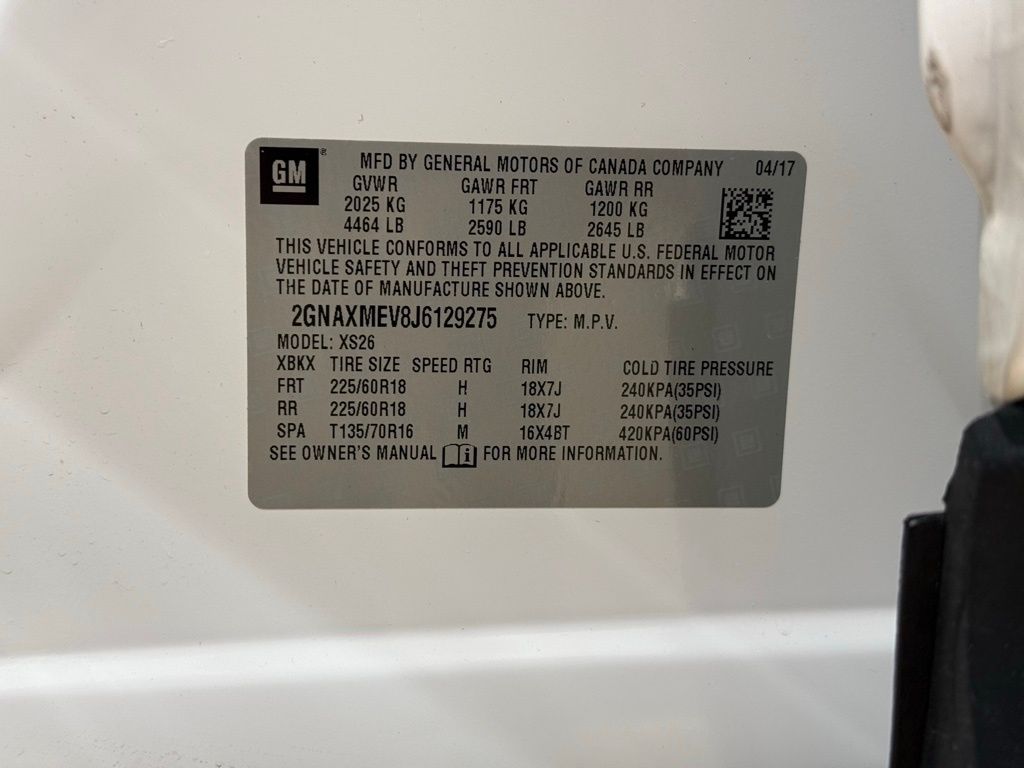 GM ® MFD BY GENERAL MOTORS OF CANADA COMPANY 04/17
GVWR GAWR FRT GAWR RR
2025 KG 1175 KG 1200 KG
4464 LB 2590 LB 2645 LB
THIS VEHICLE CONFORMS TO ALL APPLICABLE U.S. FEDERAL MOTOR
VEHICLE SAFETY AND THEFT PREVENTION STANDARDS IN EFFECT ON
THE DATE OF MANUFACTURE SHOWN ABOVE.
2GNAXMEV8J6129275 TYPE: M.P.V.
MODEL: XS26
XBKX TIRE SIZE SPEED RTG RIM COLD TIRE PRESSURE
FRT 225/60R18 H 18X7J 240KPA(35PSI)
RR 225/60R18 H 18X7J 240KPA(35PSI)
SPA T135/70R16 M 16X4BT 420KPA(60PSI)
SEE OWNER'S MANUAL i FOR MORE INFORMATION.